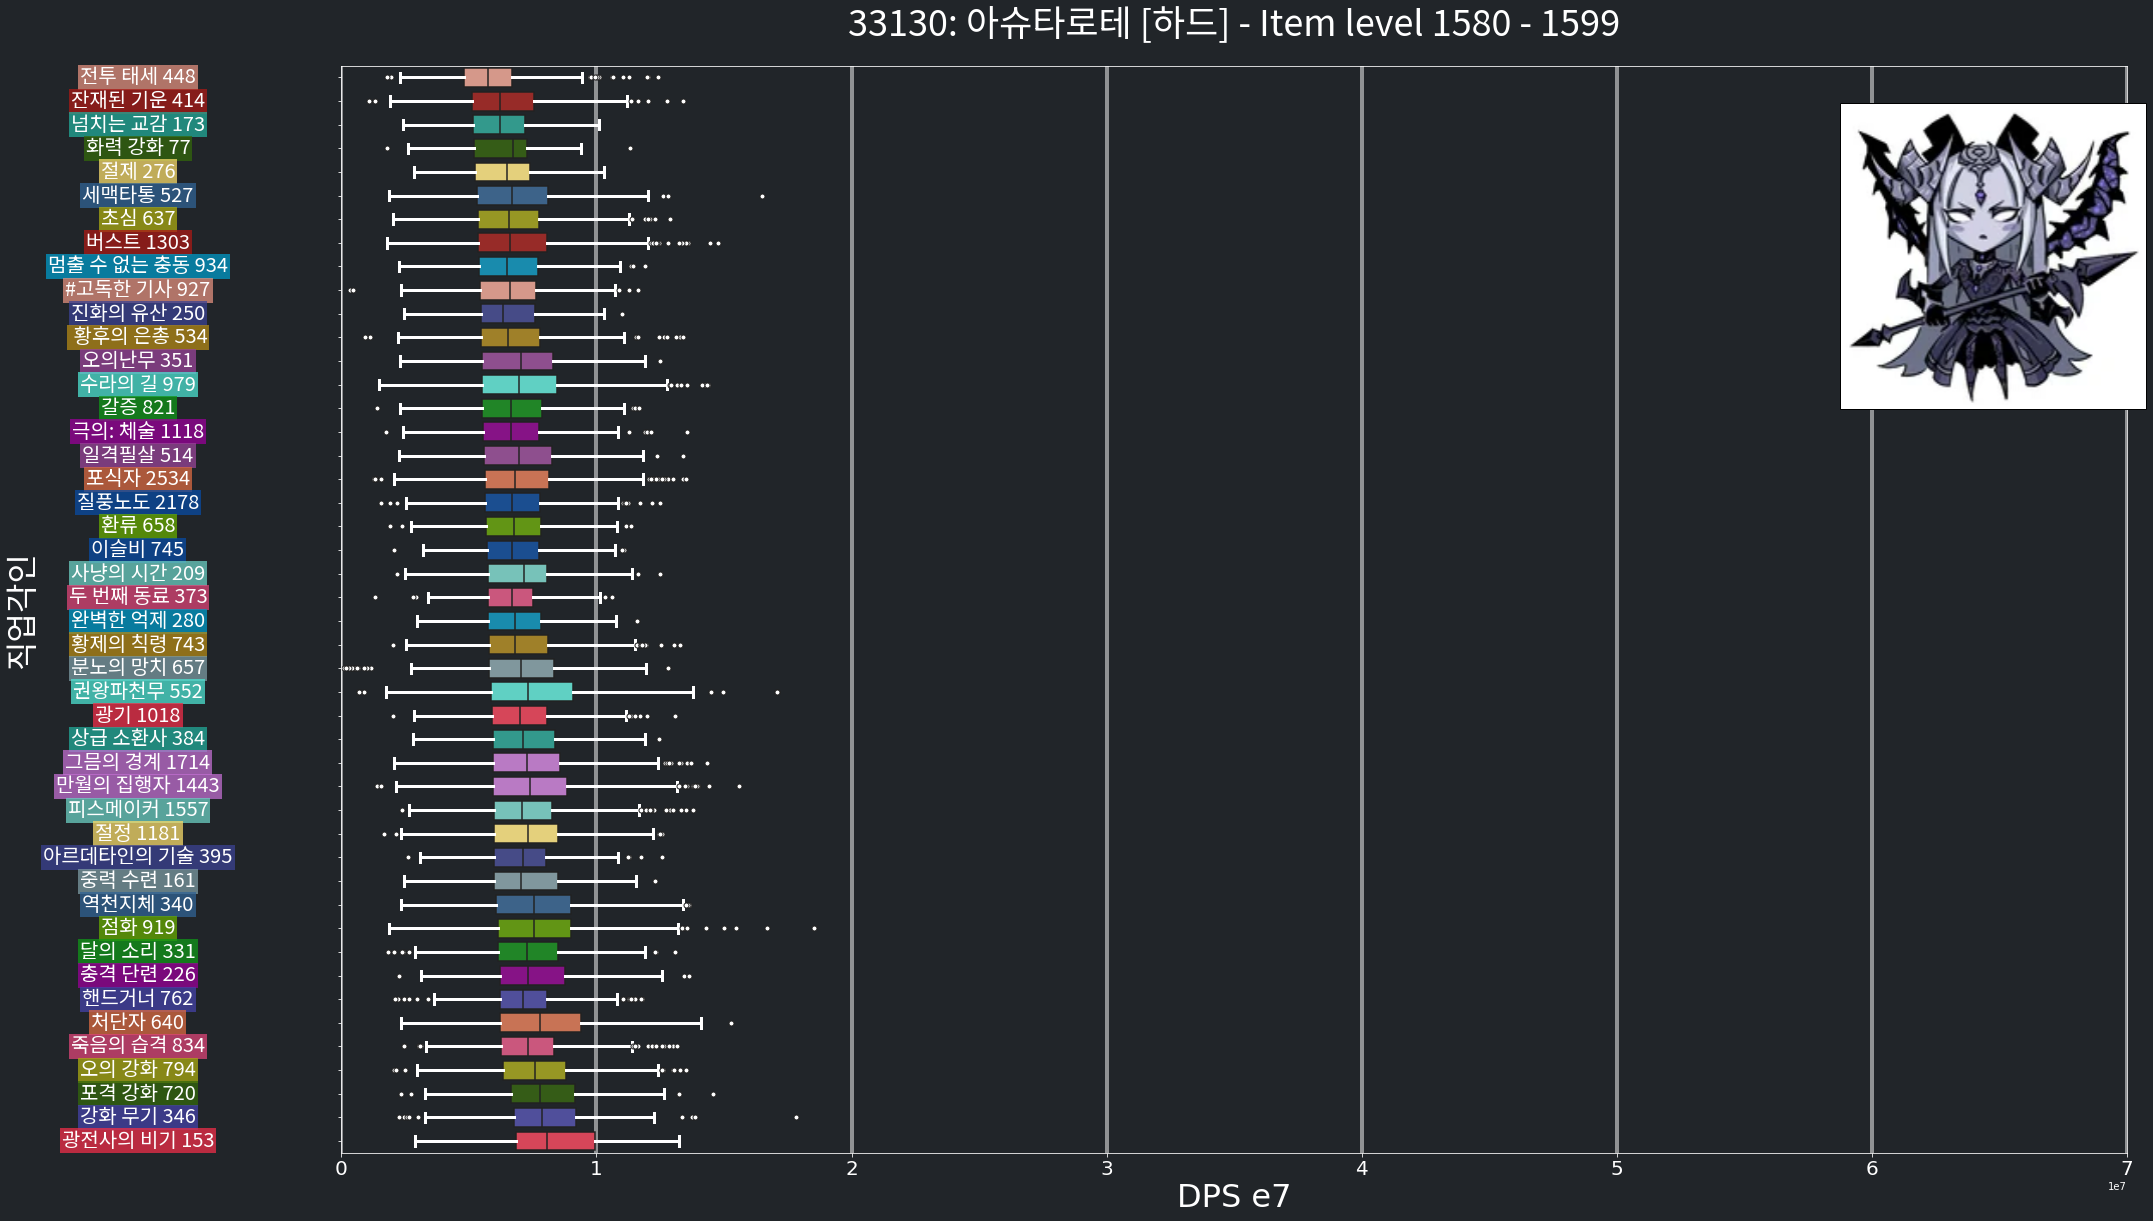 33130: 아슈타로테 [하드] - Item level 1580 - 1599
전투 태세 448
잔재된 기운 414
넘치는 교감 173
화력 강화 77
절제 276
세맥타통 527
초심 637
버스트 1303
멈출 수 없는 충동 934
#고독한 기사 927
진화의 유산 250
황후의 은총 534
오의난무 351
수라의 길 979
갈증 821
극의: 체술 1118
일격필살 514
포식자 2534
질풍노도 2178
환류 658
이슬비 745
사냥의 시간 209
두 번째 동료 373
완벽한 억제 280
황제의 칙령 743
분노의 망치 657
권왕파천무 552
광기 1018
상급 소환사 384
그믐의 경계 1714
만월의 집행자 1443
피스메이커 1557
절정 1181
아르데타인의 기술 395
중력 수련 161
역천지체 340
점화 919
달의 소리 331
충격 단련 226
핸드거너 762
처단자 640
죽음의 습격 834
오의 강화 794
포격 강화 720
강화 무기 346
광전사의 비기 153
직업각인
0 1 2 3 4 5 6 7
1e7
DPS e7